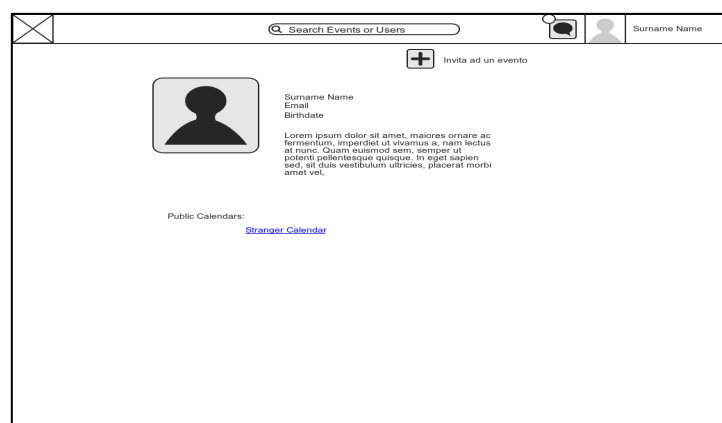 Search Events or Users
Surname Name
Invita ad un evento
Surname Name
Email
Birthdate
Lorem ipsum dolor sit amet, maiores ornare ac
fermentum, imperdiet ut vivamus a, nam lectus
at nunc. Quam euismod sem, semper ut
potenti pellentesque quisque. In eget sapien
sed, sit duis vestibulum ultricies, placerat morbi
amet vel,
Public Calendars:
Stranger Calendar